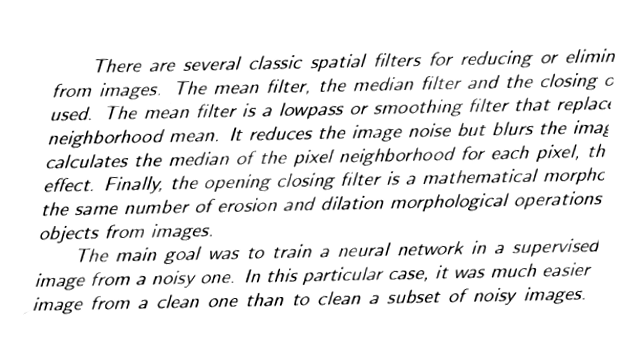 There are several classic spatial filters for reducing or elimin
from images. The mean filter, the median filter and the closing o
used. The mean filter is a lowpass or smoothing filter that replace
neighborhood mean. It reduces the image noise but blurs the imag
calculates the median of the pixel neighborhood for each pixel, th
effect. Finally, the opening closing filter is a mathematical morpho
the same number of erosion and dilation morphological operations
objects from images.
The main goal was to train a neural network in a supervised
image from a noisy one. In this particular case, it was much easier
image from a clean one than to clean a subset of noisy images.